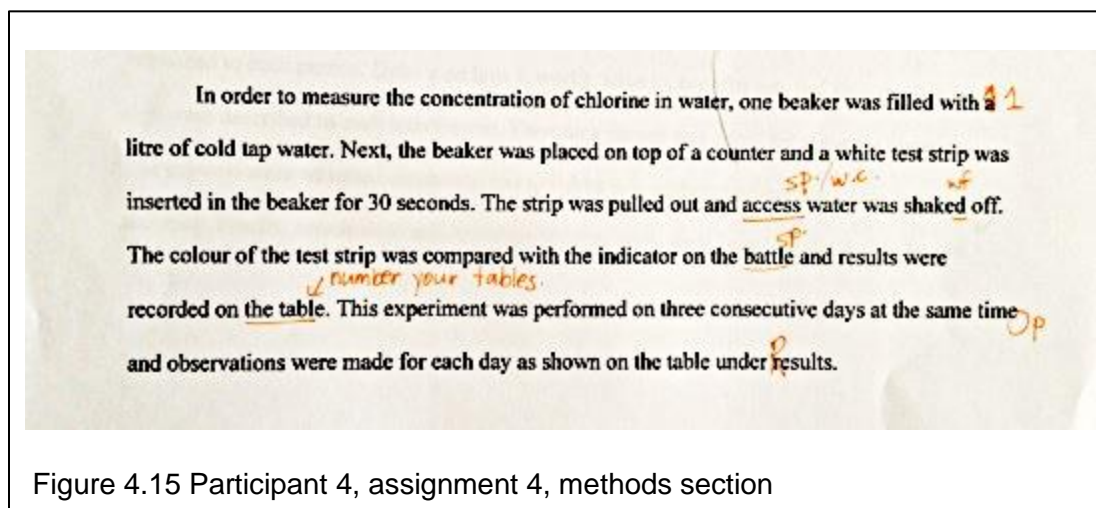 In order to measure the concentration of chlorine in water, one beaker was filled with a 1
litre of cold tap water. Next, the beaker was placed on top of a counter and a white test strip was
sp./w.c. wf
inserted in the beaker for 30 seconds. The strip was pulled out and access water was shaked off.
sp.
The colour of the test strip was compared with the indicator on the battle and results were
number your tables.
recorded on the table. This experiment was performed on three consecutive days at the same time p
and observations were made for each day as shown on the table under Results.
Figure 4.15 Participant 4, assignment 4, methods section